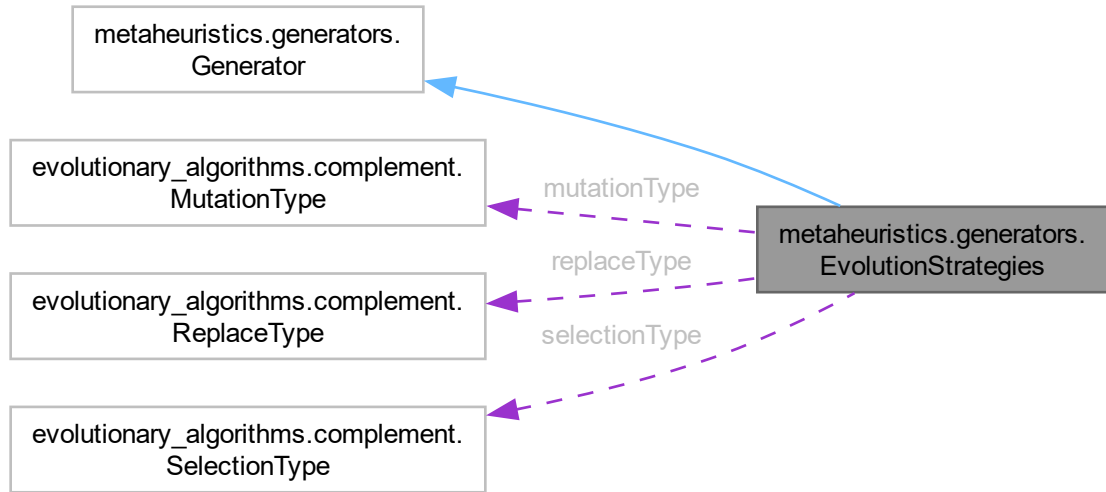 metaheuristics.generators.
Generator
evolutionary_algorithms.complement.
MutationType
mutationType
metaheuristics.generators.
EvolutionStrategies
replaceType
evolutionary_algorithms.complement.
ReplaceType
selectionType
evolutionary_algorithms.complement.
SelectionType